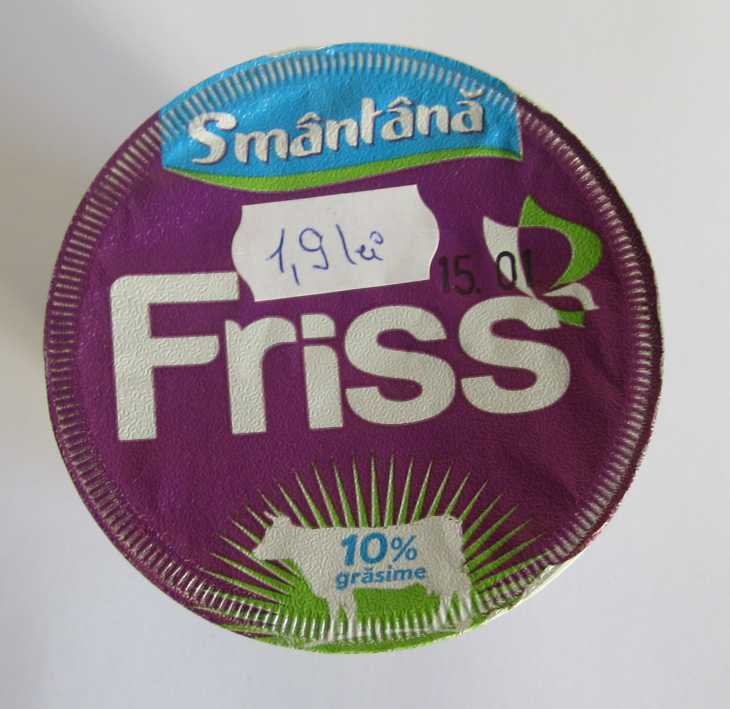 Smântână
1,9 lei
15. 01
Friss
10%
grăsime